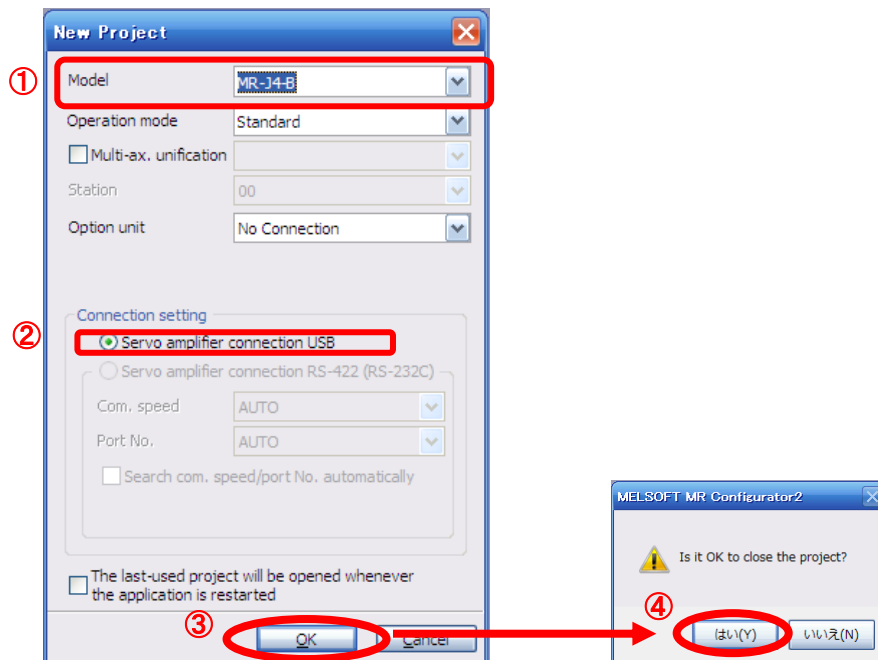 New Project
①
Model
MR-J4-B
Operation mode
Standard
Multi-ax. unification
Station
00
Option unit
No Connection
Connection setting
②
Servo amplifier connection USB
Servo amplifier connection RS-422 (RS-232C)
Com. speed
AUTO
Port No.
AUTO
Search com. speed/port No. automatically
The last-used project will be opened whenever
the application is restarted
③
OK
Cancel
MELSOFT MR Configurator2
Is it OK to close the project?
④
はい(Y)
いいえ(N)